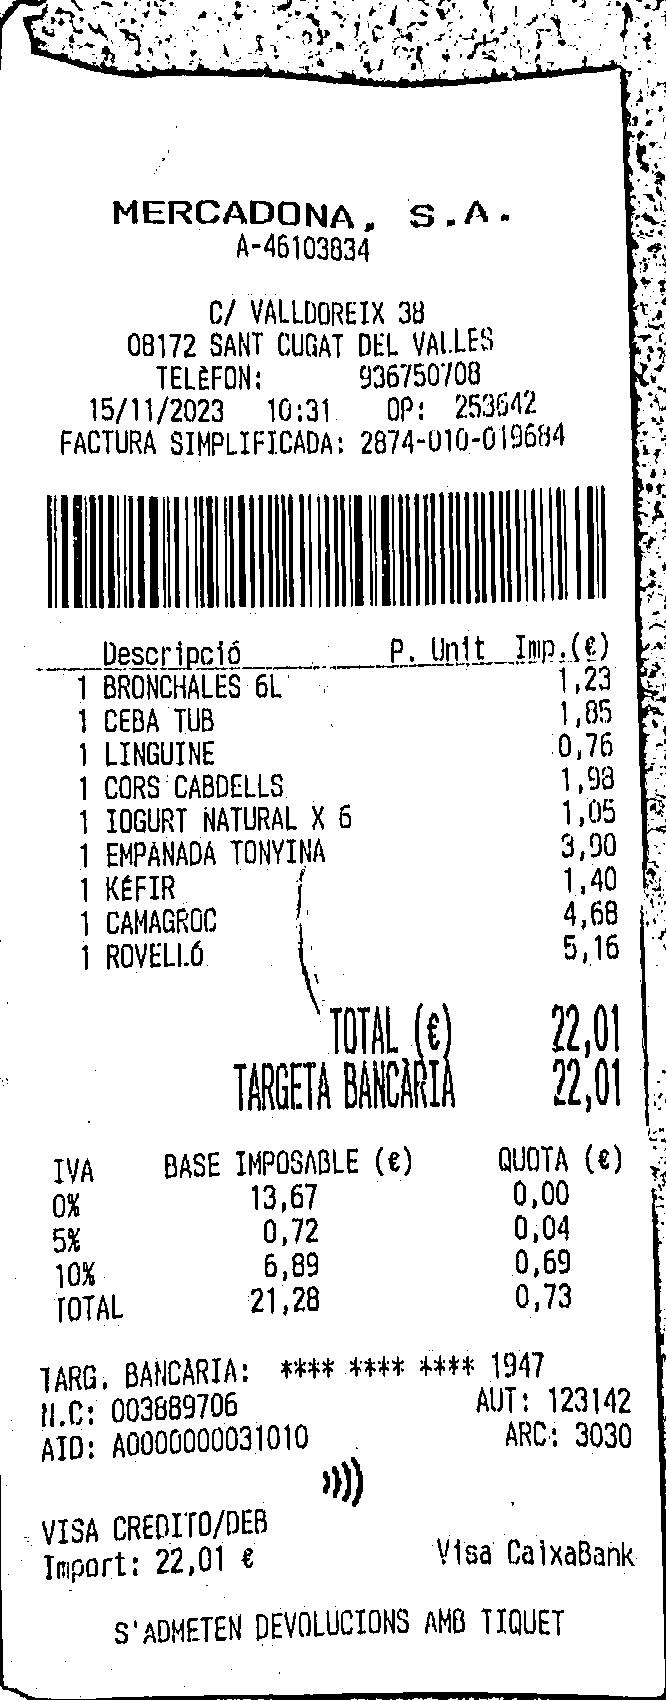 MERCADONA, S.A.
A-46103834
C/ VALLDOREIX 38
08172 SANT CUGAT DEL VALLES
TELÈFON: 936750708
15/11/2023 10:31 OP: 253642
FACTURA SIMPLIFICADA: 2874-010-019684
Descripció P. Unit Imp.(€)
1 BRONCHALES 6L 1,23
1 CEBA TUB 1,85
1 LINGUINE 0,76
1 CORS CABDELLS 1,98
1 IOGURT NATURAL X 6 1,05
1 EMPANADA TONYINA 3,90
1 KÉFIR 1,40
1 CAMAGROC 4,68
1 ROVELLÓ 5,16
TOTAL (€) 22,01
TARGETA BANCÀRIA 22,01
IVA BASE IMPOSABLE (€) QUOTA (€)
0% 13,67 0,00
5% 0,72 0,04
10% 6,89 0,69
TOTAL 21,28 0,73
TARG. BANCÀRIA: **** **** **** 1947
N.C: 003889706 AUT: 123142
AID: A0000000031010 ARC: 3030
VISA CREDITO/DEB
Import: 22,01 € Visa CaixaBank
S'ADMETEN DEVOLUCIONS AMB TIQUET